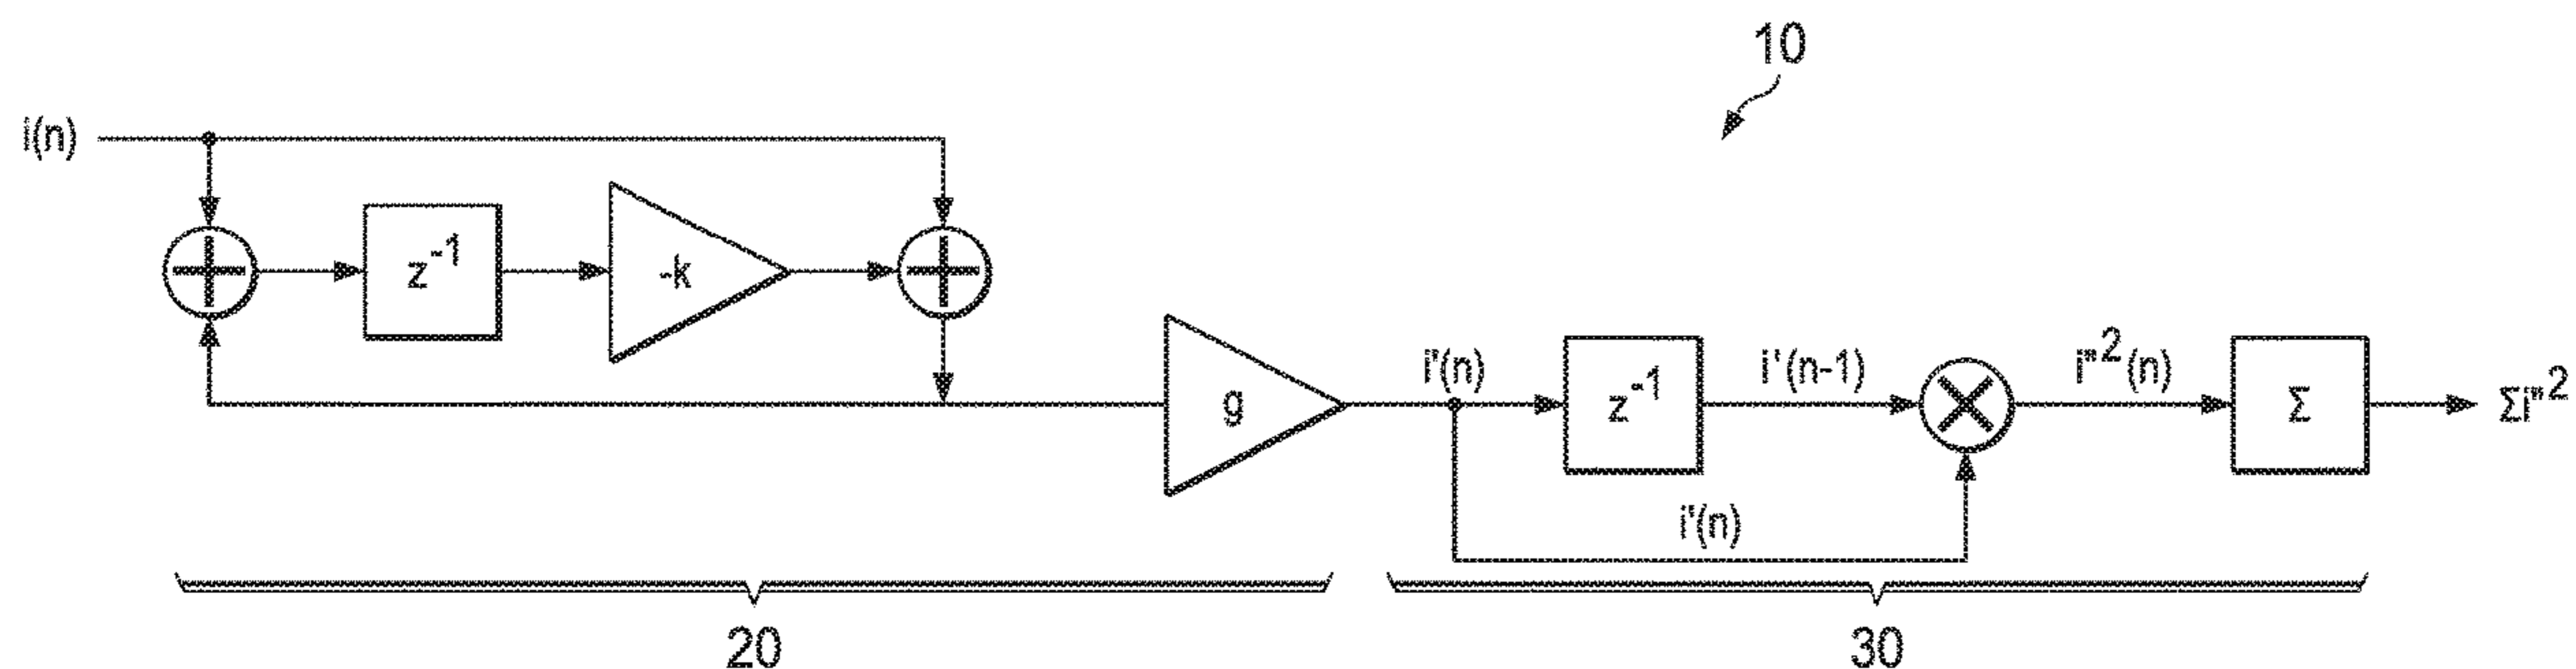 10
i(n)
z⁻¹
-k
g
i'(n)
z⁻¹
i'(n-1)
i"²(n)
Σ
Σi"²
i'(n)
20
30